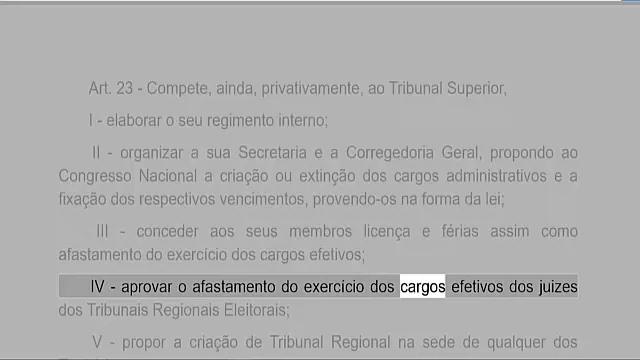 Art. 23 - Compete, ainda, privativamente, ao Tribunal Superior,
I - elaborar o seu regimento interno;
II - organizar a sua Secretaria e a Corregedoria Geral, propondo ao
Congresso Nacional a criação ou extinção dos cargos administrativos e a
fixação dos respectivos vencimentos, provendo-os na forma da lei;
III - conceder aos seus membros licença e férias assim como
afastamento do exercício dos cargos efetivos;
IV - aprovar o afastamento do exercício dos cargos efetivos dos juizes
dos Tribunais Regionais Eleitorais;
V - propor a criação de Tribunal Regional na sede de qualquer dos